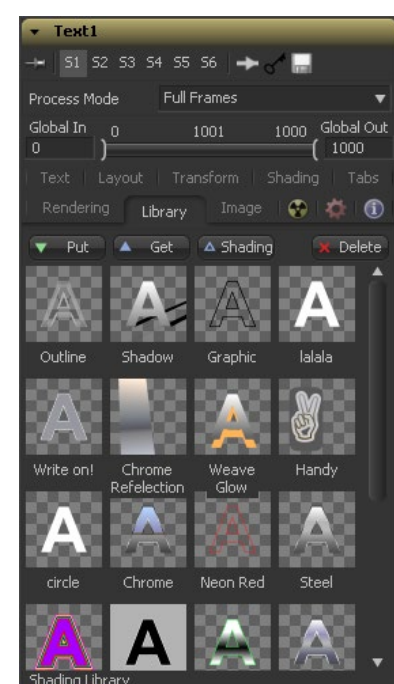 Text1
S1 S2 S3 S4 S5 S6
Process Mode Full Frames
Global In 0 1001 1000 Global Out
0 1000
Text Layout Transform Shading Tabs
Rendering Library Image
Put Get Shading Delete
Outline Shadow Graphic lalala
Write on! Chrome Refelection Weave Glow Handy
circle Chrome Neon Red Steel
Shading Library